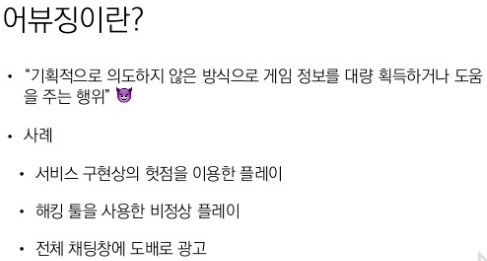 어뷰징이란?
• “기획적으로 의도하지 않은 방식으로 게임 정보를 대량 획득하거나 도움
을 주는 행위” 😈
• 사례
• 서비스 구현상의 헛점을 이용한 플레이
• 해킹 툴을 사용한 비정상 플레이
• 전체 채팅창에 도배로 광고